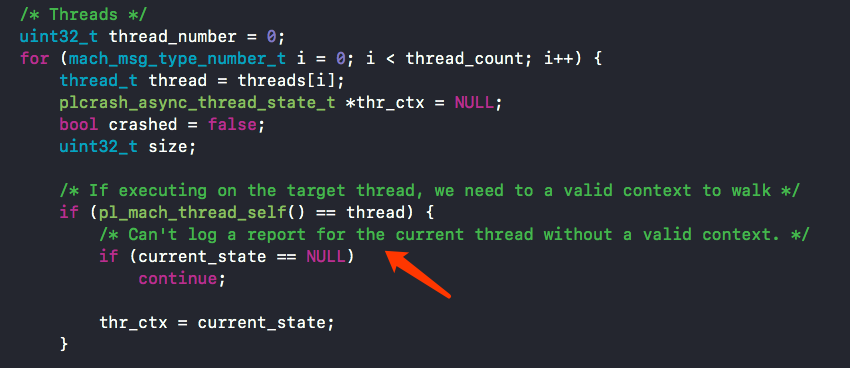 /* Threads */
uint32_t thread_number = 0;
for (mach_msg_type_number_t i = 0; i < thread_count; i++) {
    thread_t thread = threads[i];
    plcrash_async_thread_state_t *thr_ctx = NULL;
    bool crashed = false;
    uint32_t size;

    /* If executing on the target thread, we need to a valid context to walk */
    if (pl_mach_thread_self() == thread) {
        /* Can't log a report for the current thread without a valid context. */
        if (current_state == NULL)
            continue;

        thr_ctx = current_state;
    }